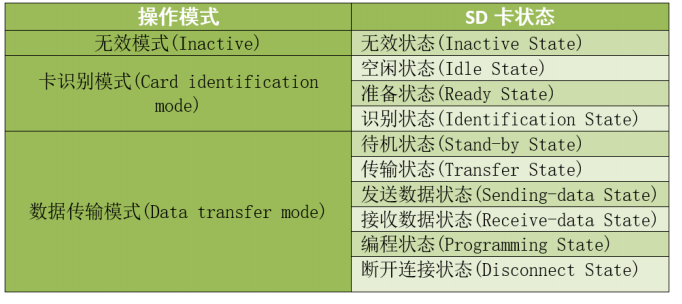 操作模式 SD 卡状态
无效模式(Inactive) 无效状态(Inactive State)
卡识别模式(Card identification mode) 空闲状态(Idle State)
准备状态(Ready State)
识别状态(Identification State)
数据传输模式(Data transfer mode) 待机状态(Stand-by State)
传输状态(Transfer State)
发送数据状态(Sending-data State)
接收数据状态(Receive-data State)
编程状态(Programming State)
断开连接状态(Disconnect State)